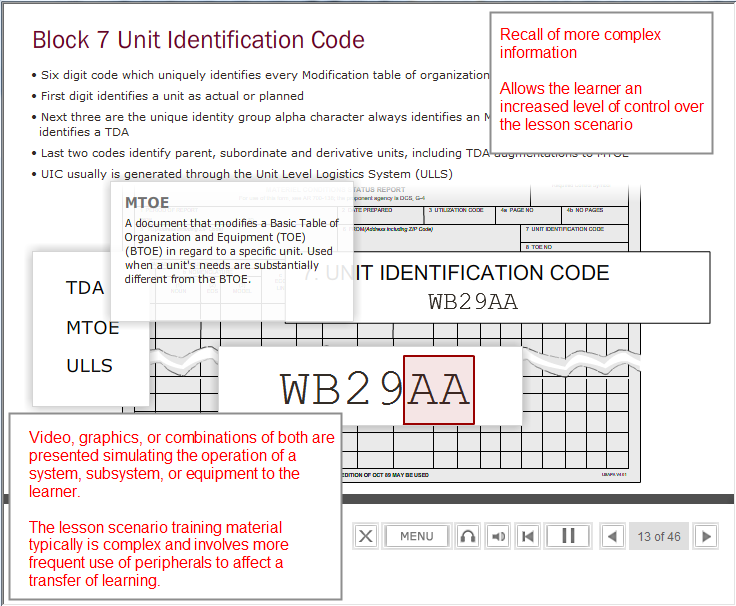 Block 7 Unit Identification Code
Recall of more complex
information
Allows the learner an
increased level of control over
the lesson scenario
• Six digit code which uniquely identifies every Modification table of organization
• First digit identifies a unit as actual or planned
• Next three are the unique identity group alpha character always identifies an
identifies a TDA
• Last two codes identify parent, subordinate and derivative units, including TDA augmentations to MTOE
• UIC usually is generated through the Unit Level Logistics System (ULLS)
STATUS REPORT
agency is DCS, G-4
DATE PREPARED
3 UTILIZATION CODE
4a PAGE NO
4b NO PAGES
(Address including ZIP Code)
7 UNIT IDENTIFICATION CODE
8 TOE NO
MTOE
A document that modifies a Basic Table of
Organization and Equipment (TOE)
(BTOE) in regard to a specific unit. Used
when a unit's needs are substantially
different from the BTOE.
7. UNIT IDENTIFICATION CODE
WB29AA
TDA
MTOE
ULLS
WB29AA
EDITION OF OCT 89 MAY BE USED
Video, graphics, or combinations of both are
presented simulating the operation of a
system, subsystem, or equipment to the
learner.
The lesson scenario training material
typically is complex and involves more
frequent use of peripherals to affect a
transfer of learning.
MENU
13 of 46